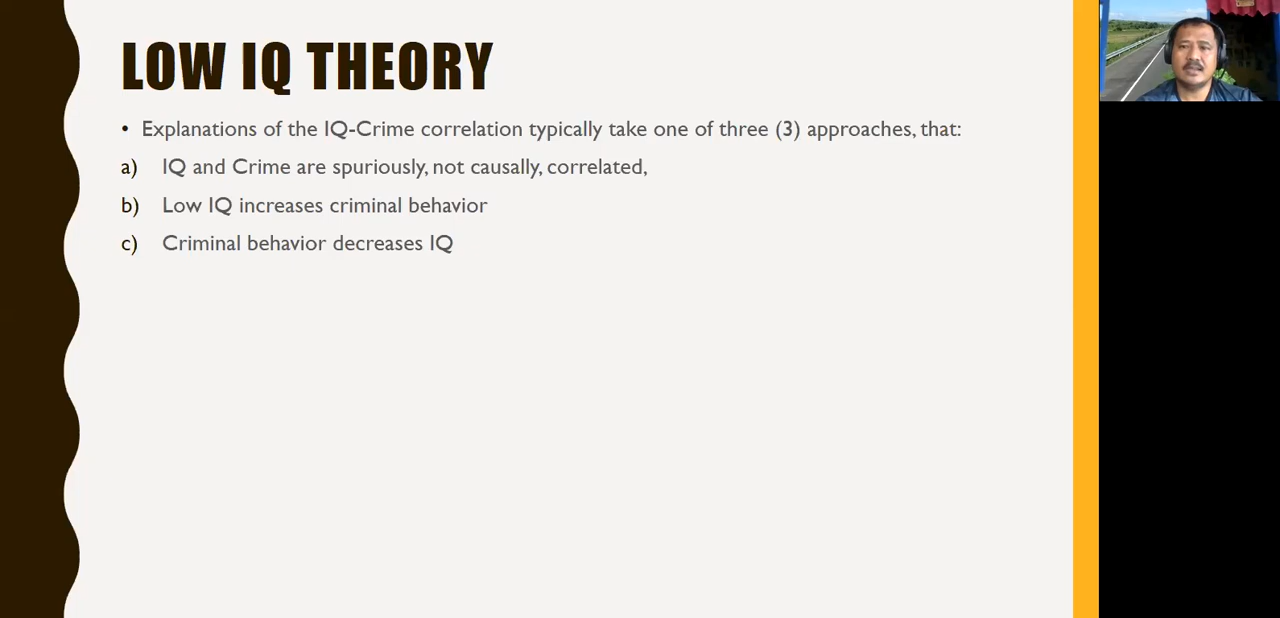 LOW IQ THEORY
• Explanations of the IQ-Crime correlation typically take one of three (3) approaches, that:
a) IQ and Crime are spuriously, not causally, correlated,
b) Low IQ increases criminal behavior
c) Criminal behavior decreases IQ